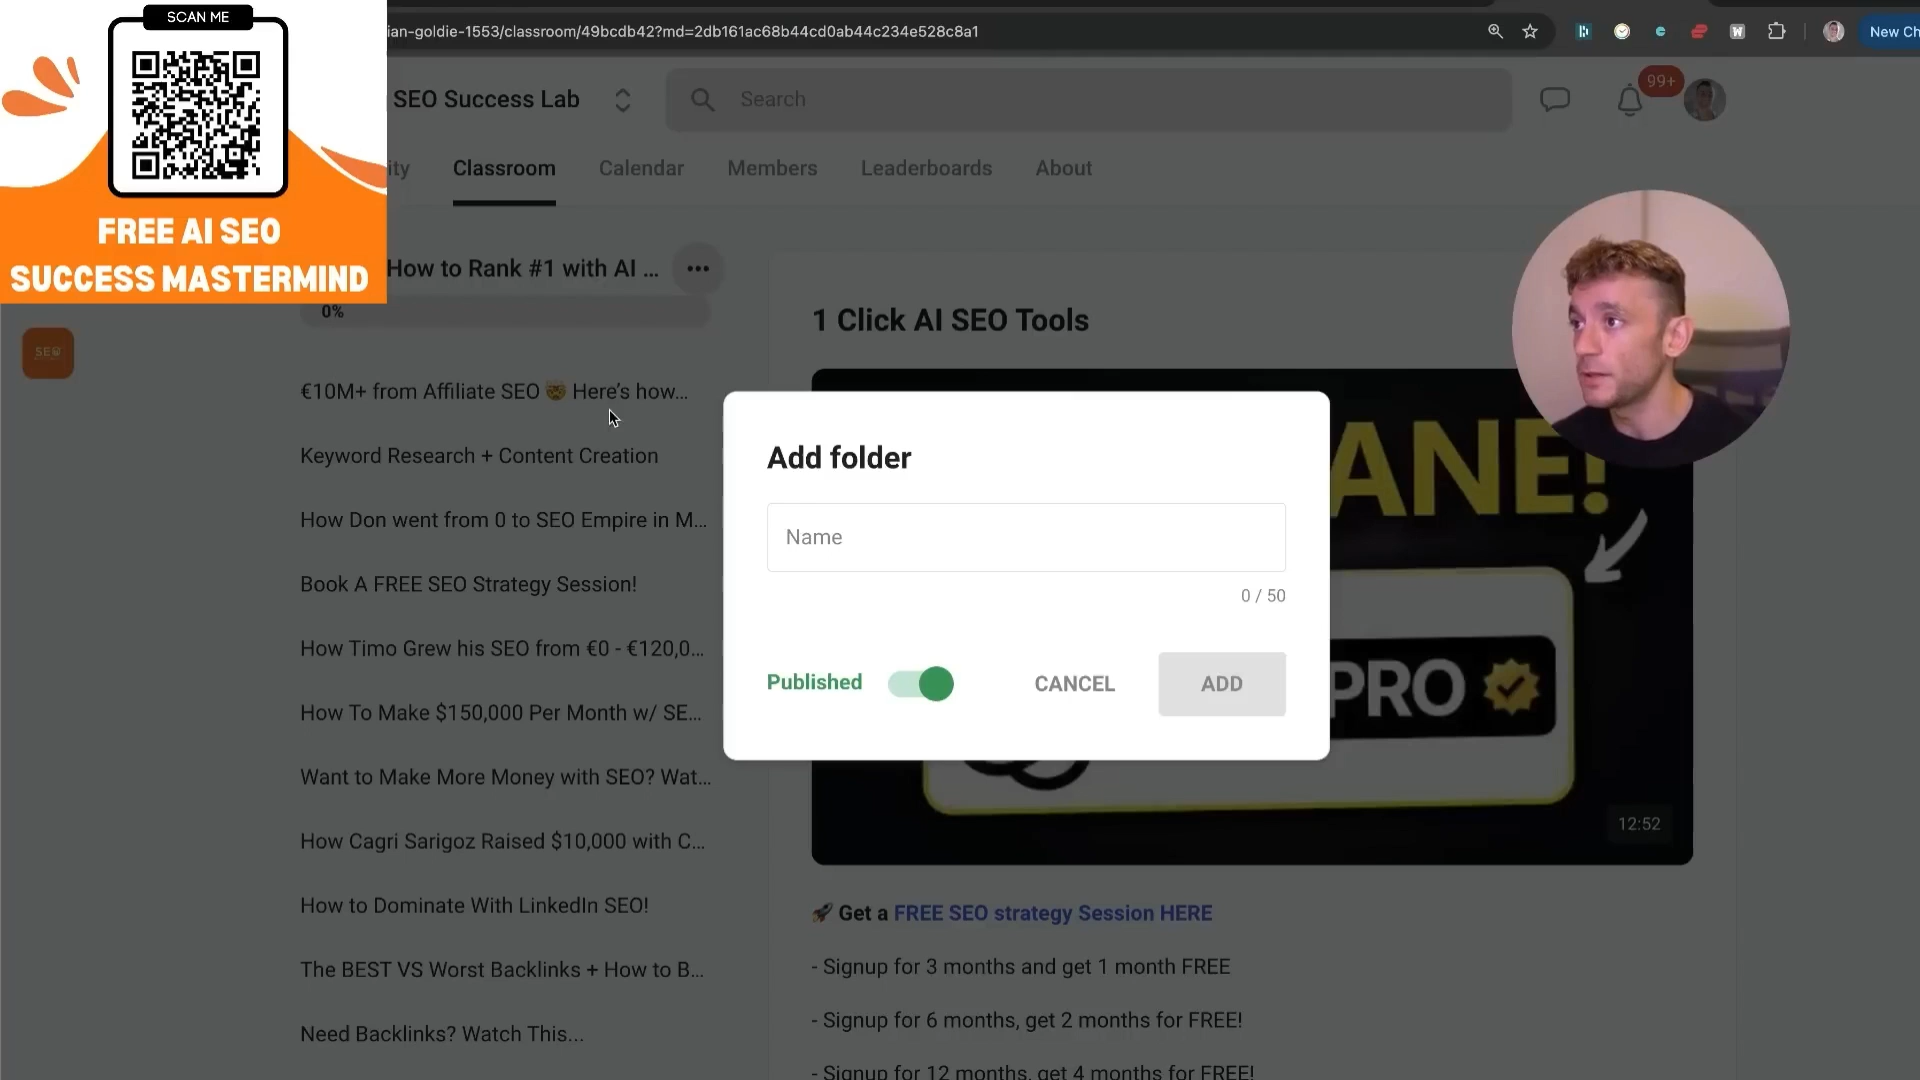 SCAN ME
FREE AI SEO
SUCCESS MASTERMIND
ian-goldie-1553/classroom/49bcdb42?md=2db161ac68b44cd0ab44c234e528c8a1
New Ch
SEO Success Lab
Search
99+
ity
Classroom
Calendar
Members
Leaderboards
About
How to Rank #1 with AI ...
0%
SEO
€10M+ from Affiliate SEO 🤯 Here's how...
Keyword Research + Content Creation
How Don went from 0 to SEO Empire in M...
Book A FREE SEO Strategy Session!
How Timo Grew his SEO from €0 - €120,0...
How To Make $150,000 Per Month w/ SE...
Want to Make More Money with SEO? Wat...
How Cagri Sarigoz Raised $10,000 with C...
How to Dominate With LinkedIn SEO!
The BEST VS Worst Backlinks + How to B...
Need Backlinks? Watch This...
1 Click AI SEO Tools
ANE!
PRO
12:52
Add folder
Name
0 / 50
Published
CANCEL
ADD
🚀 Get a FREE SEO strategy Session HERE
- Signup for 3 months and get 1 month FREE
- Signup for 6 months, get 2 months for FREE!
- Signup for 12 months, get 4 months for FREE!